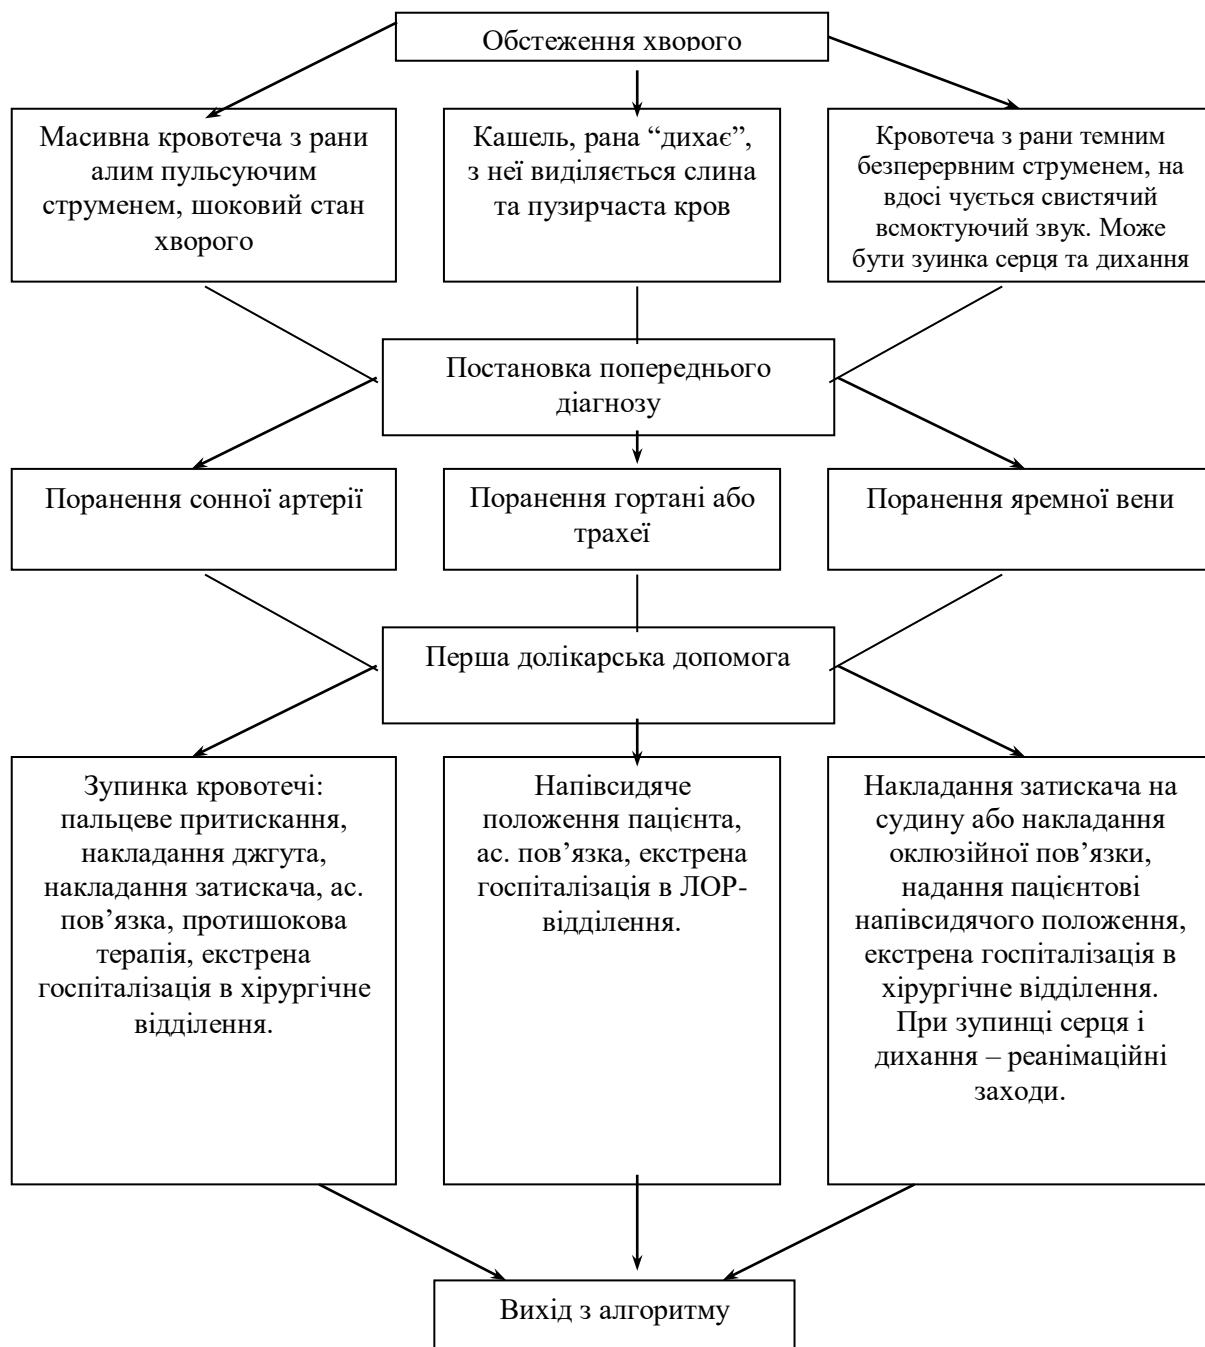 Обстеження хворого
Масивна кровотеча з рани
алим пульсуючим
струменем, шоковий стан
хворого
Кашель, рана “дихає”,
з неї виділяється слина
та пузирчаста кров
Кровотеча з рани темним
безперервним струменем, на
вдосі чується свистячий
всмоктуючий звук. Може
бути зуинка серця та дихання
Постановка попереднього
діагнозу
Поранення сонної артерії
Поранення гортані або
трахеї
Поранення яремної вени
Перша долікарська допомога
Зупинка кровотечі:
пальцеве притискання,
накладання джгута,
накладання затискача, ас.
пов’язка, протишокова
терапія, екстрена
госпіталізація в хірургічне
відділення.
Напівсидяче
положення пацієнта,
ас. пов’язка, екстрена
госпіталізація в ЛОР-
відділення.
Накладання затискача на
судину або накладання
оклюзійної пов’язки,
надання пацієнтові
напівсидячого положення,
екстрена госпіталізація в
хірургічне відділення.
При зупинці серця і
дихання – реанімаційні
заходи.
Вихід з алгоритму